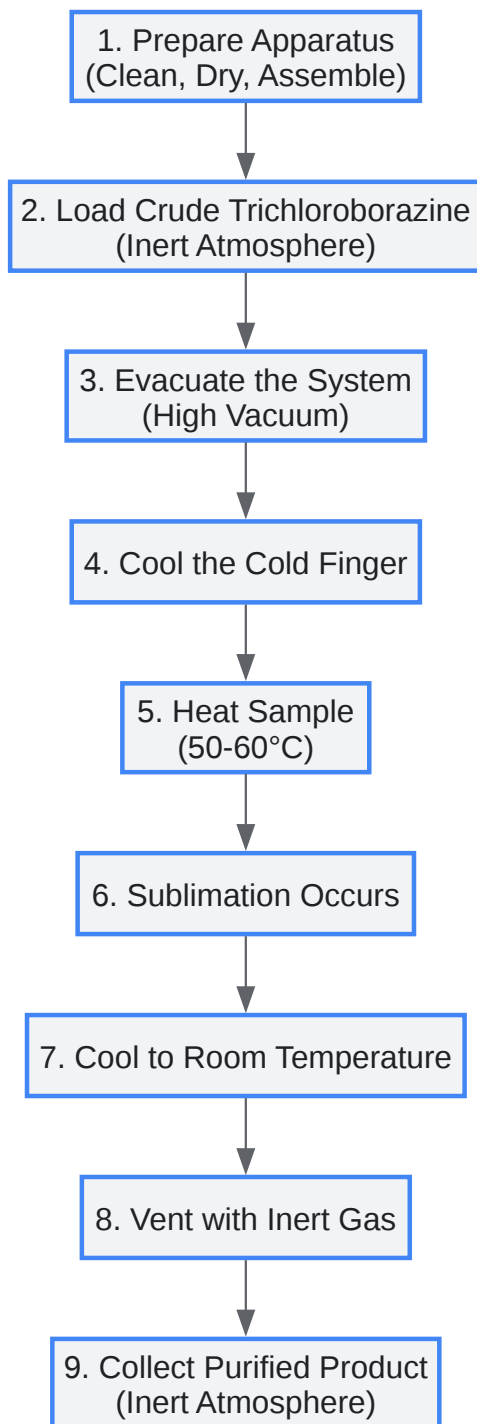 1. Prepare Apparatus
(Clean, Dry, Assemble)
2. Load Crude Trichloroborazine
(Inert Atmosphere)
3. Evacuate the System
(High Vacuum)
4. Cool the Cold Finger
5. Heat Sample
(50-60°C)
6. Sublimation Occurs
7. Cool to Room Temperature
8. Vent with Inert Gas
9. Collect Purified Product
(Inert Atmosphere)